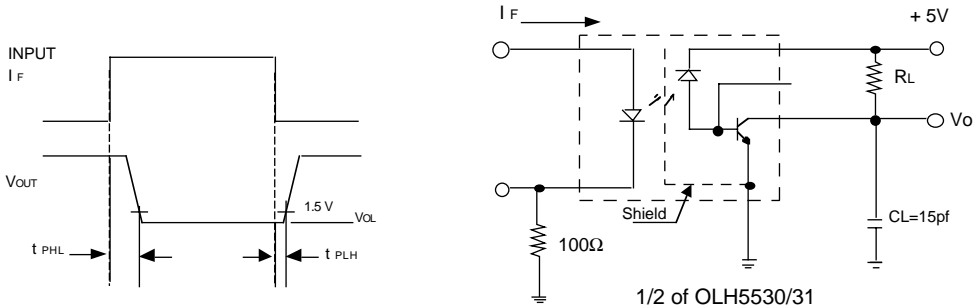 INPUT
I F
VOUT
1.5 V
VOL
t PHL
t PLH
I F
+ 5V
RL
Vo
Shield
CL=15pf
100Ω
1/2 of OLH5530/31